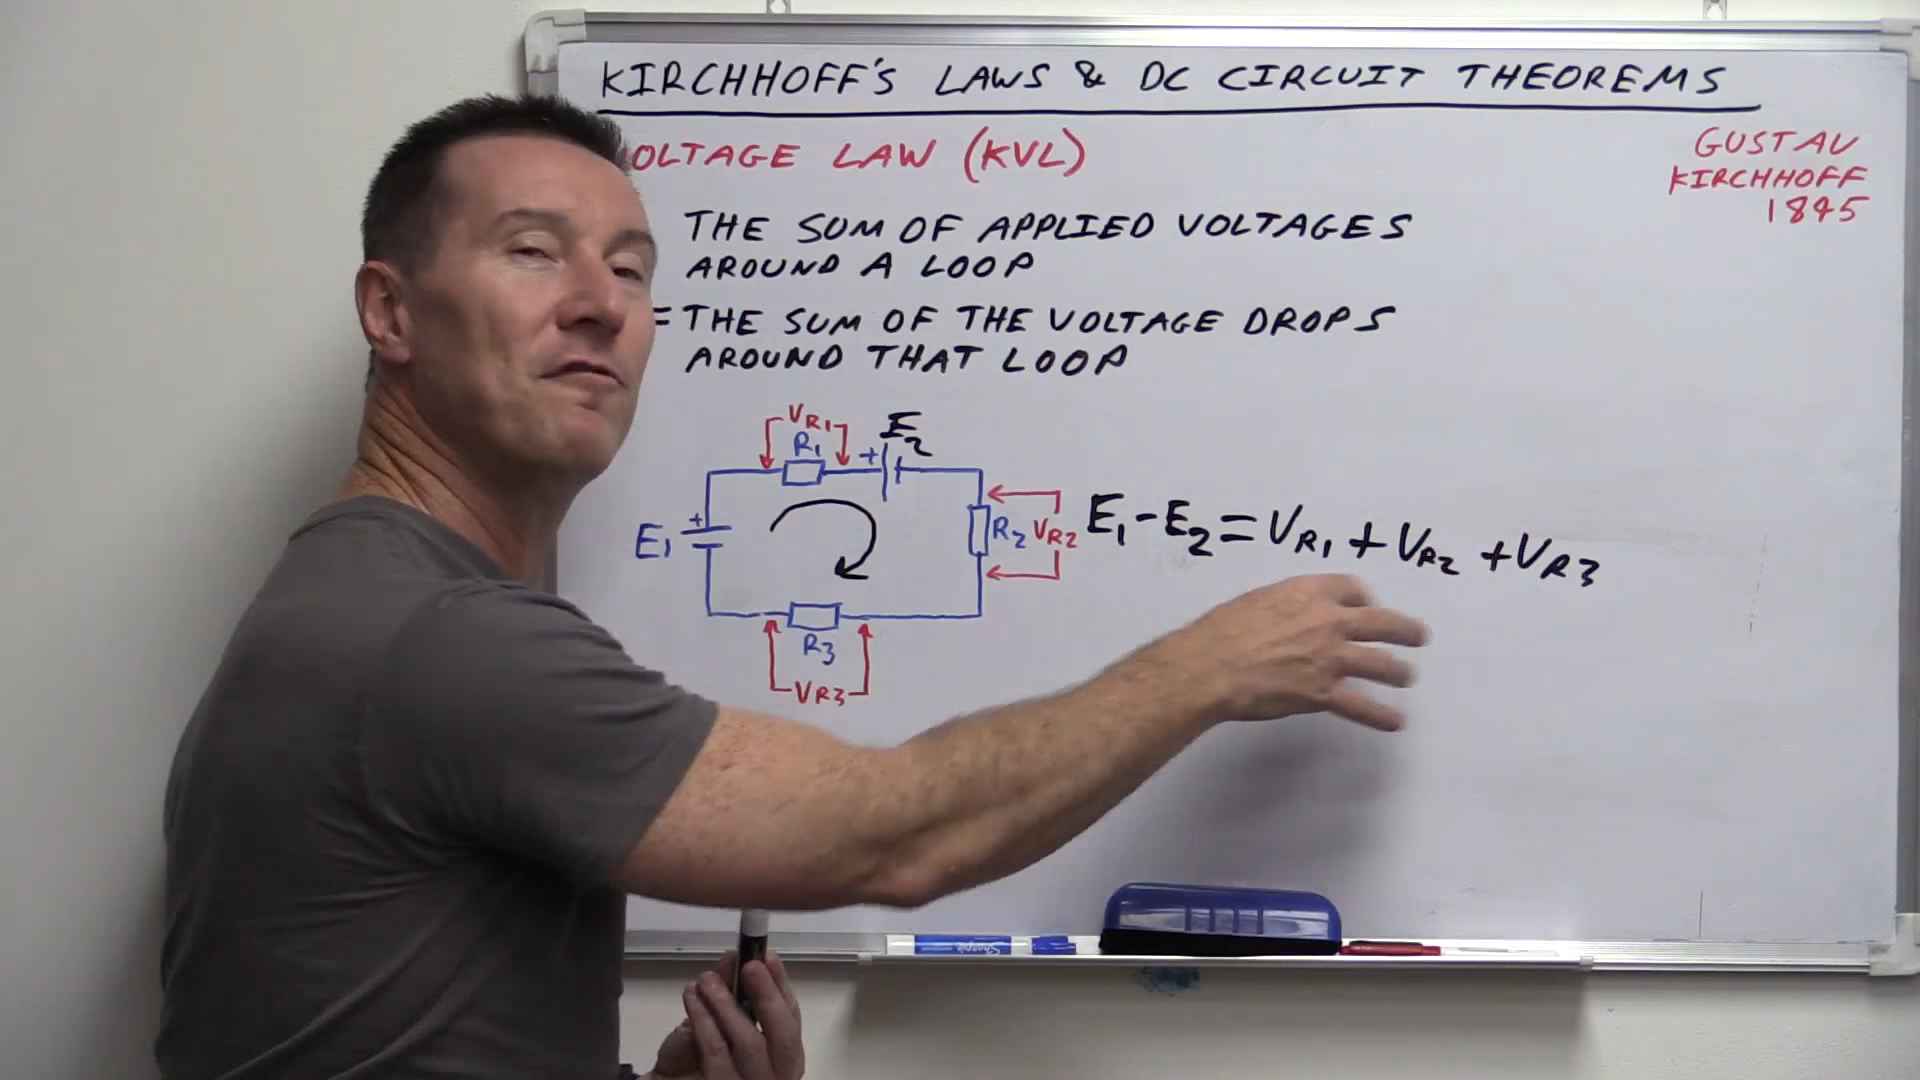 KIRCHHOFF'S LAWS & DC CIRCUIT THEOREMS
OLTAGE LAW (KVL)
GUSTAV
KIRCHHOFF
1845
THE SUM OF APPLIED VOLTAGES
AROUND A LOOP
= THE SUM OF THE VOLTAGE DROPS
AROUND THAT LOOP
VR1
R1
+
E2
+
E1
R2
VR2
E1 - E2 = VR1 + VR2 + VR3
R3
VR3
Sharpie